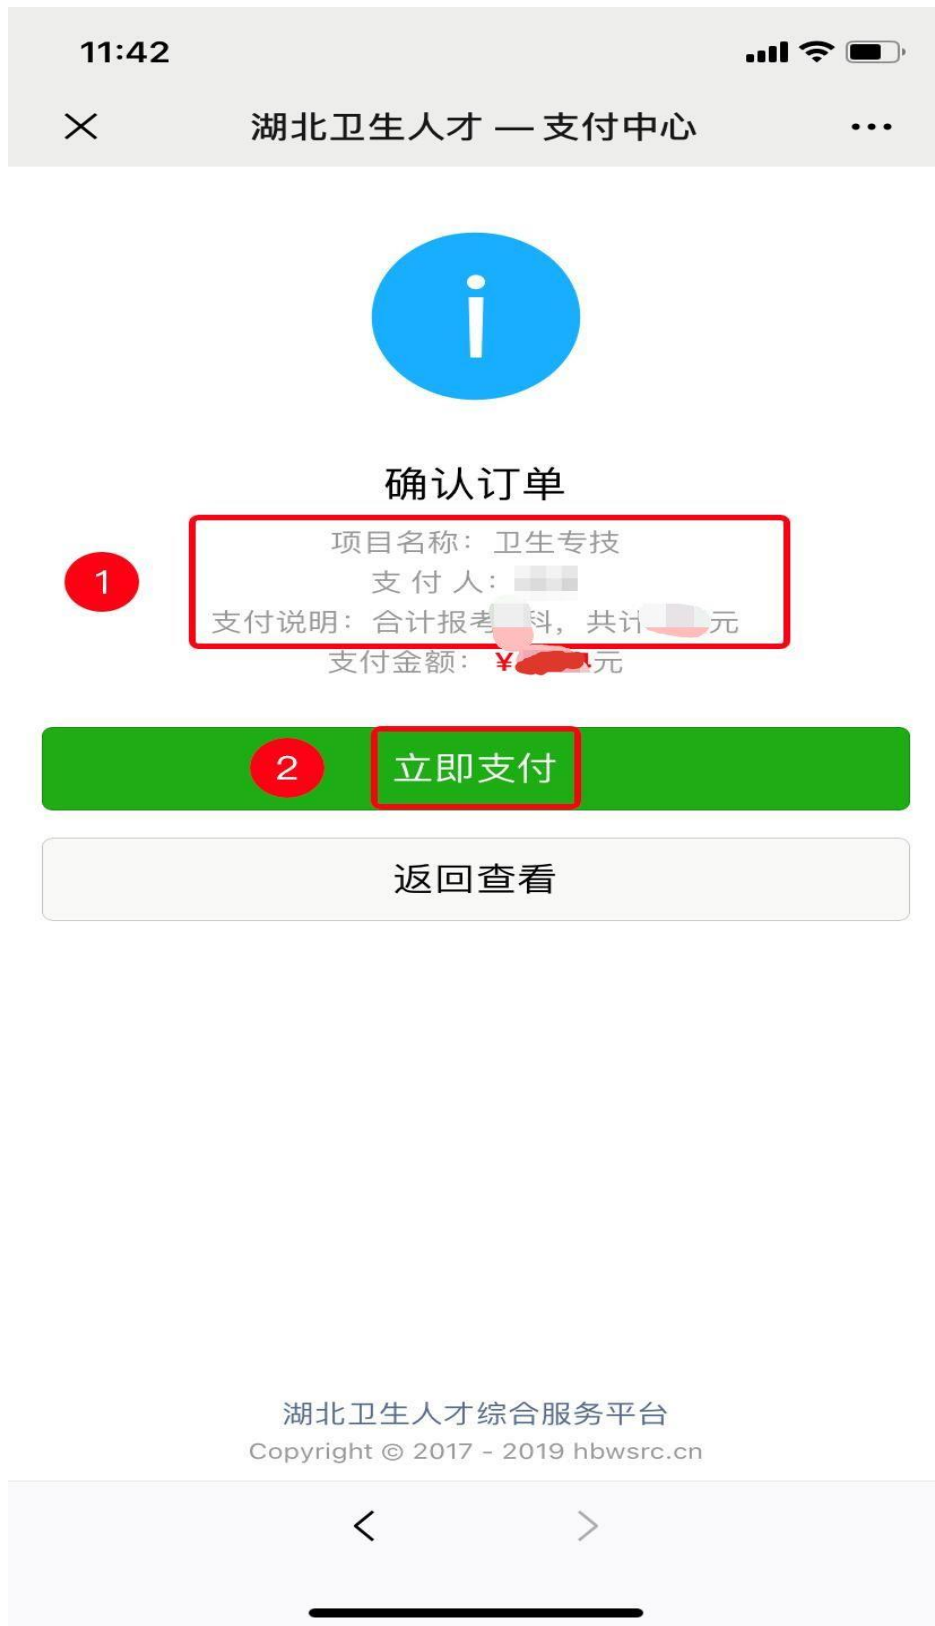 11:42
湖北卫生人才 — 支付中心
i
确认订单
项目名称：卫生专技
1
支 付 人：
支付说明：合计报考 科，共计 元
支付金额：¥ 元
2 立即支付
返回查看
湖北卫生人才综合服务平台
Copyright © 2017 - 2019 hbwsrc.cn